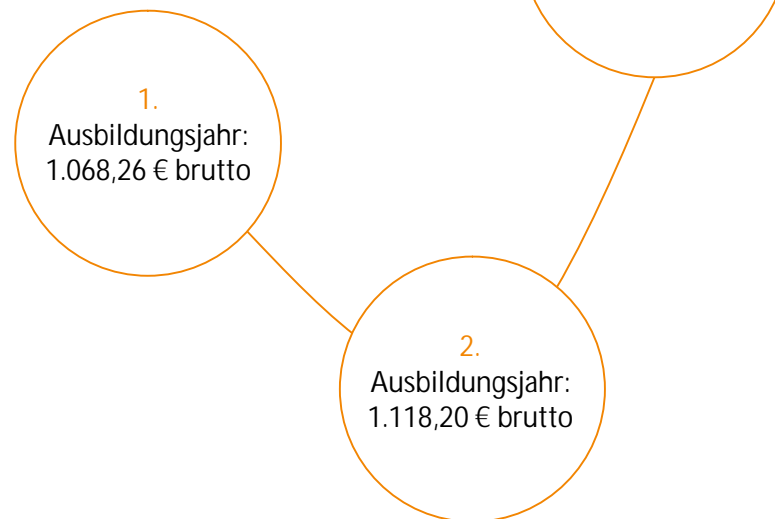 1.
Ausbildungsjahr:
1.068,26 € brutto
2.
Ausbildungsjahr:
1.118,20 € brutto